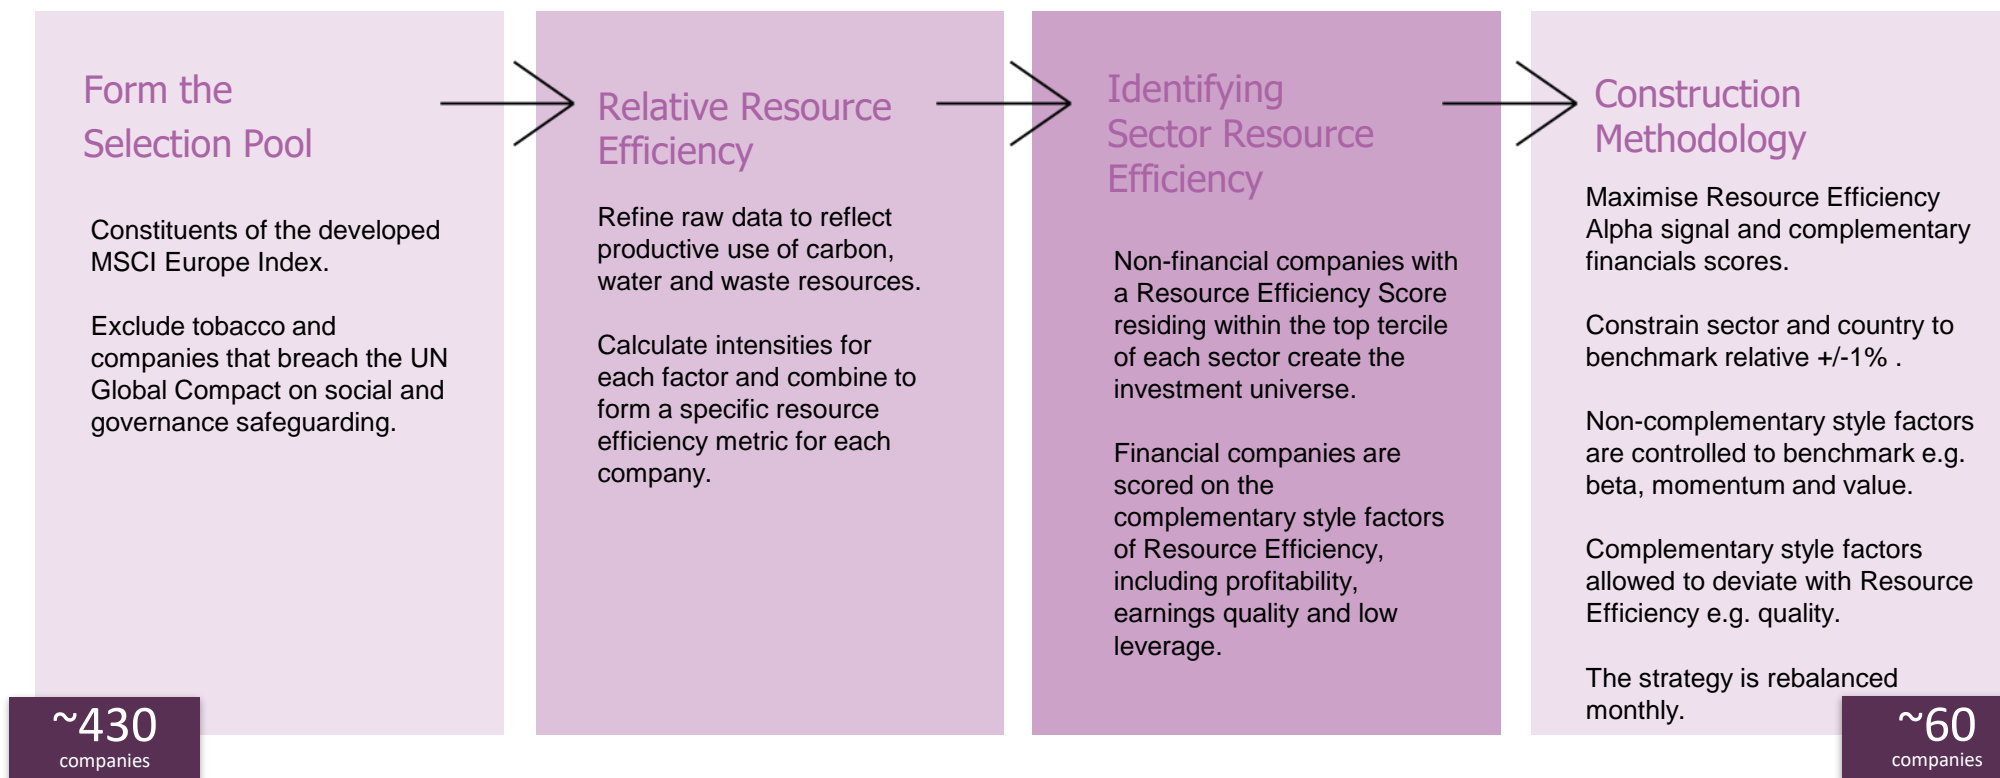 Form the
Selection Pool
Constituents of the developed
MSCI Europe Index.
Exclude tobacco and
companies that breach the UN
Global Compact on social and
governance safeguarding.
~430
companies
Relative Resource
Efficiency
Refine raw data to reflect
productive use of carbon,
water and waste resources.
Calculate intensities for
each factor and combine to
form a specific resource
efficiency metric for each
company.
Identifying
Sector Resource
Efficiency
Non-financial companies with
a Resource Efficiency Score
residing within the top tercile
of each sector create the
investment universe.
Financial companies are
scored on the
complementary style factors
of Resource Efficiency,
including profitability,
earnings quality and low
leverage.
Construction
Methodology
Maximise Resource Efficiency
Alpha signal and complementary
financials scores.
Constrain sector and country to
benchmark relative +/-1% .
Non-complementary style factors
are controlled to benchmark e.g.
beta, momentum and value.
Complementary style factors
allowed to deviate with Resource
Efficiency e.g. quality.
The strategy is rebalanced
monthly.
~60
companies